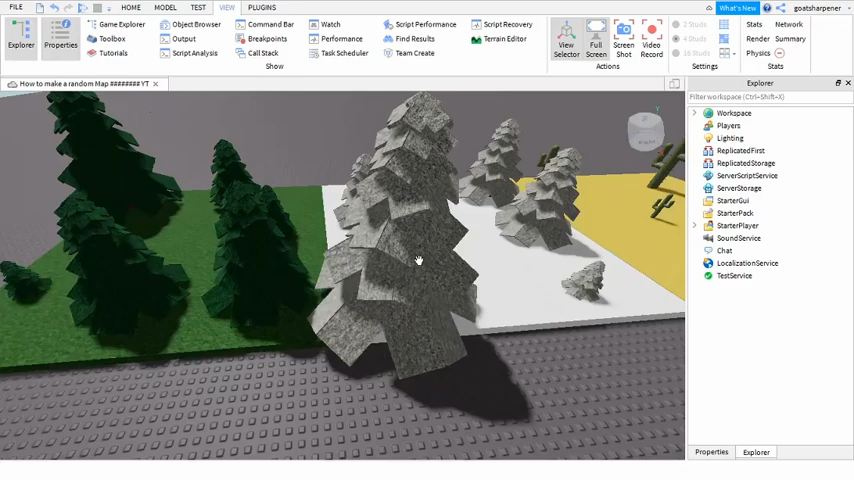 FILE HOME MODEL TEST VIEW PLUGINS What's New goatsharpener
Game Explorer Object Browser Command Bar Watch Script Performance Script Recovery 2 Studs Stats Network
Toolbox Output Breakpoints Performance Find Results Terrain Editor 4 Studs Render Summary
Explorer Properties Tutorials Script Analysis Call Stack Task Scheduler Team Create View Selector Full Screen Screen Shot Video Record 16 Studs Physics
Show Actions Settings Stats
How to make a random Map ######## YT
Explorer
Filter workspace (Ctrl+Shift+X)
Workspace
Players
Lighting
ReplicatedFirst
ReplicatedStorage
ServerScriptService
ServerStorage
StarterGui
StarterPack
StarterPlayer
SoundService
Chat
LocalizationService
TestService
Properties Explorer